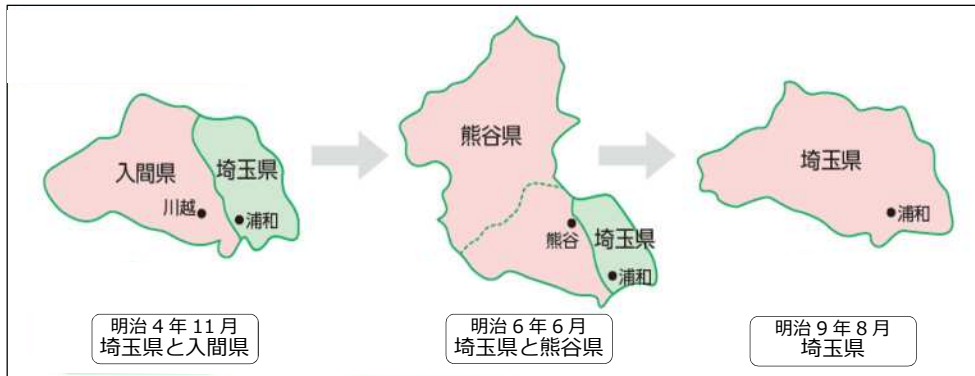 入間県
埼玉県
川越
浦和
明治4年11月
埼玉県と入間県
熊谷県
熊谷
埼玉県
浦和
明治6年6月
埼玉県と熊谷県
埼玉県
浦和
明治9年8月
埼玉県